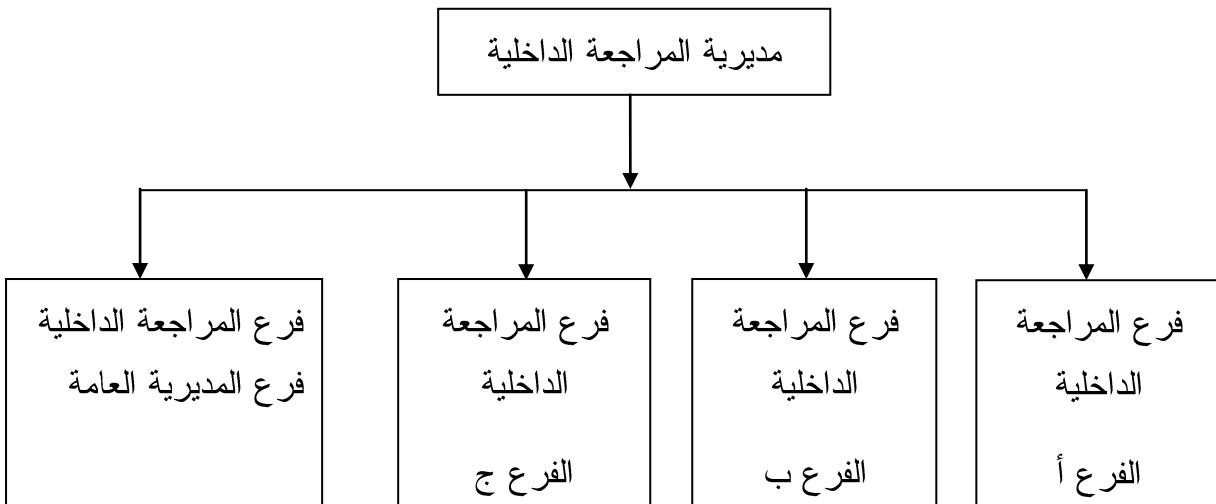 مديرية المراجعة الداخلية
فرع المراجعة
الداخلية
الفرع أ
فرع المراجعة
الداخلية
الفرع ب
فرع المراجعة
الداخلية
الفرع ج
فرع المراجعة الداخلية
فرع المديرية العامة